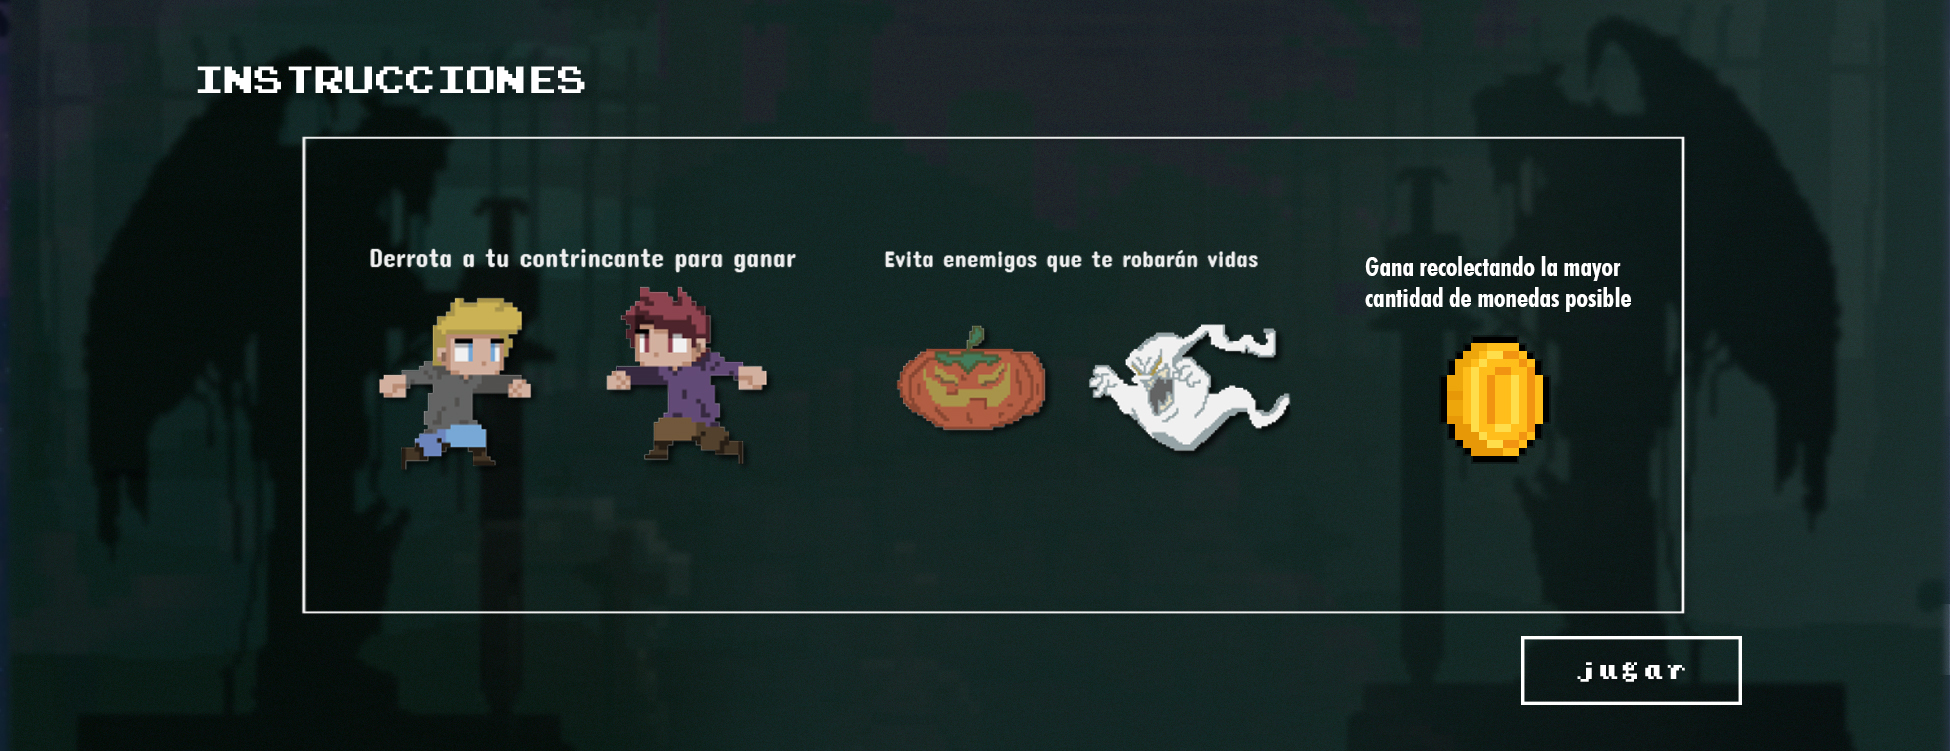 INSTRUCCIONES
Derrota a tu contrincante para ganar
Evita enemigos que te robarán vidas
Gana recolectando la mayor
cantidad de monedas posible
jugar